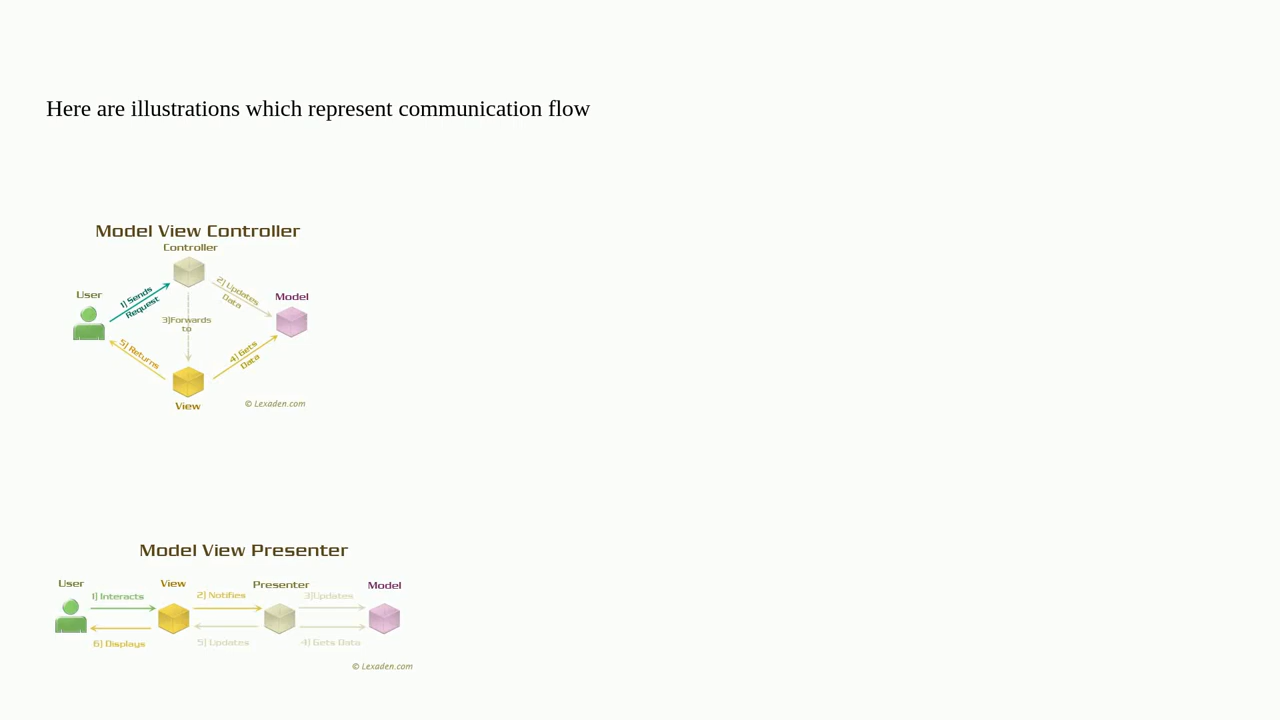 Here are illustrations which represent communication flow
Model View Controller
Controller
User
1) Sends
Request
2) Updates
Data
Model
3)Forwards
to
5) Returns
4) Gets
Data
View
© Lexaden.com
Model View Presenter
User
View
Presenter
Model
1) Interacts
2) Notifies
3)Updates
6) Displays
5) Updates
4) Gets Data
© Lexaden.com